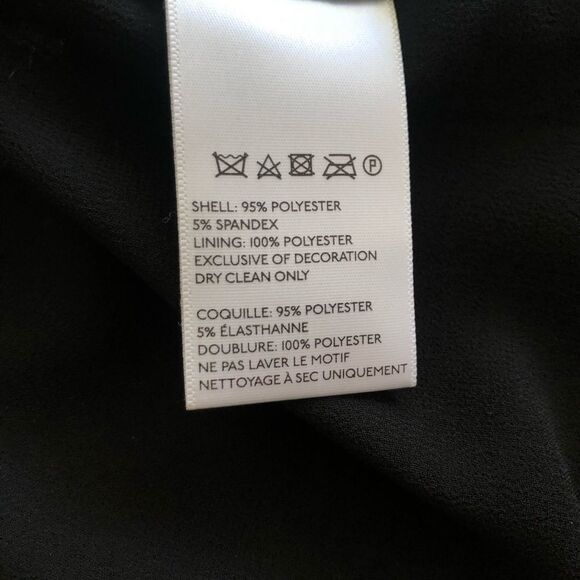 P
SHELL: 95% POLYESTER
5% SPANDEX
LINING: 100% POLYESTER
EXCLUSIVE OF DECORATION
DRY CLEAN ONLY
COQUILLE: 95% POLYESTER
5% ÉLASTHANNE
DOUBLURE: 100% POLYESTER
NE PAS LAVER LE MOTIF
NETTOYAGE À SEC UNIQUEMENT